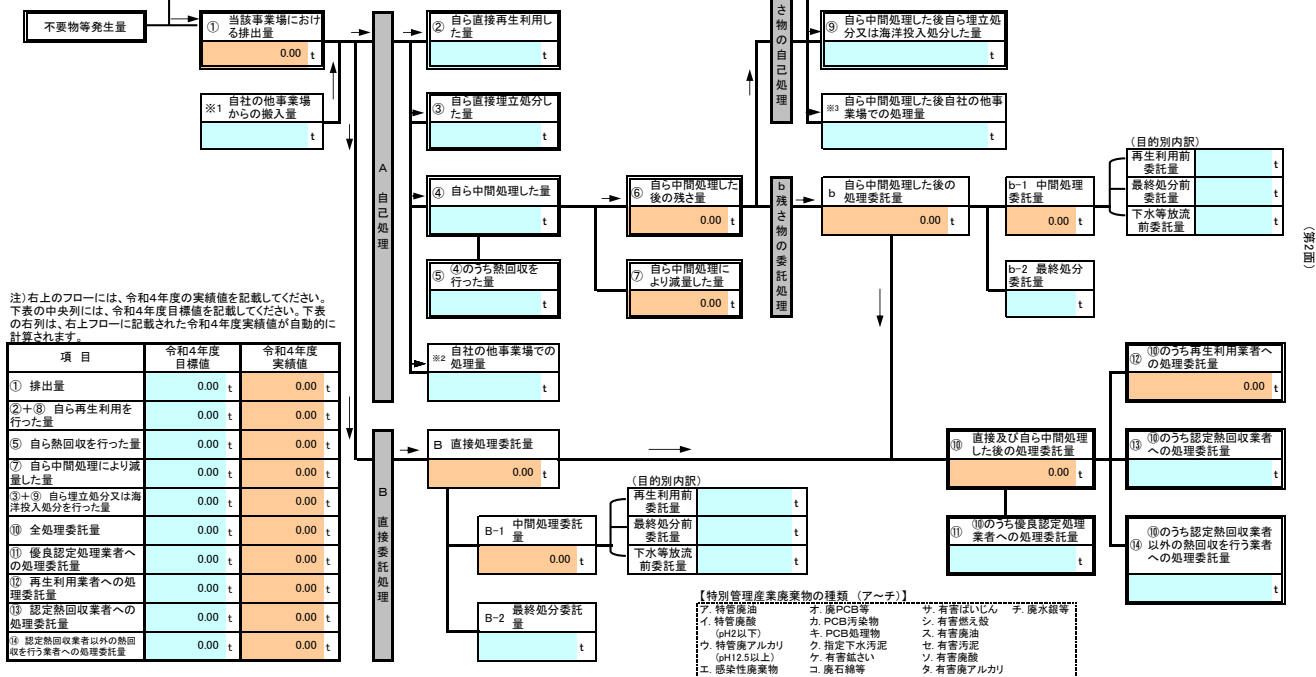 不要物等発生量
① 当該事業場におけ
る排出量
0.00 t
※1 自社の他事業場
からの搬入量
t
A 自己処理
② 自ら直接再生利用し
た量
t
③ 自ら直接埋立処分し
た量
t
④ 自ら中間処理した量
t
⑤ ④のうち熱回収を
行った量
t
※2 自社の他事業場での
処理量
t
⑥ 自ら中間処理した
後の残さ量
0.00 t
⑦ 自ら中間処理によ
り減量した量
0.00 t
さ物の自己処理
⑨ 自ら中間処理した後自ら埋立処
分又は海洋投入処分した量
t
※3 自ら中間処理した後自社の他事
業場での処理量
t
b残さ物の委託処理
b 自ら中間処理した後の
処理委託量
0.00 t
b-1 中間処理
委託量
0.00 t
b-2 最終処分
委託量
t
(目的別内訳)
再生利用前
委託量
t
最終処分前
委託量
t
下水等放流
前委託量
t
(第2面)
注)右上のフローには、令和4年度の実績値を記載してください。
下表の中央列には、令和4年度目標値を記載してください。下表
の右列は、右上フローに記載された令和4年度実績値が自動的に
計算されます。
項 目 令和4年度 目標値 令和4年度 実績値
① 排出量 0.00 t 0.00 t
②+⑧ 自ら再生利用を
行った量 0.00 t 0.00 t
⑤ 自ら熱回収を行った量 0.00 t 0.00 t
⑦ 自ら中間処理により減
量した量 0.00 t 0.00 t
③+⑨ 自ら埋立処分又は海
洋投入処分を行った量 0.00 t 0.00 t
⑩ 全処理委託量 0.00 t 0.00 t
⑪ 優良認定処理業者へ
の処理委託量 0.00 t 0.00 t
⑫ 再生利用業者への処
理委託量 0.00 t 0.00 t
⑬ 認定熱回収業者への
処理委託量 0.00 t 0.00 t
⑭ 認定熱回収業者以外の熱回
収を行う業者への処理委託量 0.00 t 0.00 t
B 直接委託処理
B 直接処理委託量
0.00 t
B-1 中間処理委託
量
0.00 t
B-2 最終処分委託
量
t
(目的別内訳)
再生利用前
委託量
t
最終処分前
委託量
t
下水等放流
前委託量
t
⑩ 直接及び自ら中間処理
した後の処理委託量
0.00 t
⑪ ⑩のうち優良認定処理
業者への処理委託量
t
⑫ ⑩のうち再生利用業者へ
の処理委託量
0.00 t
⑬ ⑩のうち認定熱回収業者
への処理委託量
t
⑭ ⑩のうち認定熱回収業者
以外の熱回収を行う業者
への処理委託量
t
【特別管理産業廃棄物の種類 (ア~チ)】
ア. 特管廃油 オ. 廃PCB等 サ. 有害ばいじん チ. 廃水銀等
イ. 特管廃酸 カ. PCB汚染物 シ. 有害燃え殻
(pH2以下) キ. PCB処理物 ス. 有害廃油
ウ. 特管廃アルカリ ク. 指定下水汚泥 セ. 有害汚泥
(pH12.5以上) ケ. 有害鉱さい ソ. 有害廃酸
エ. 感染性廃棄物 コ. 廃石綿等 タ. 有害廃アルカリ